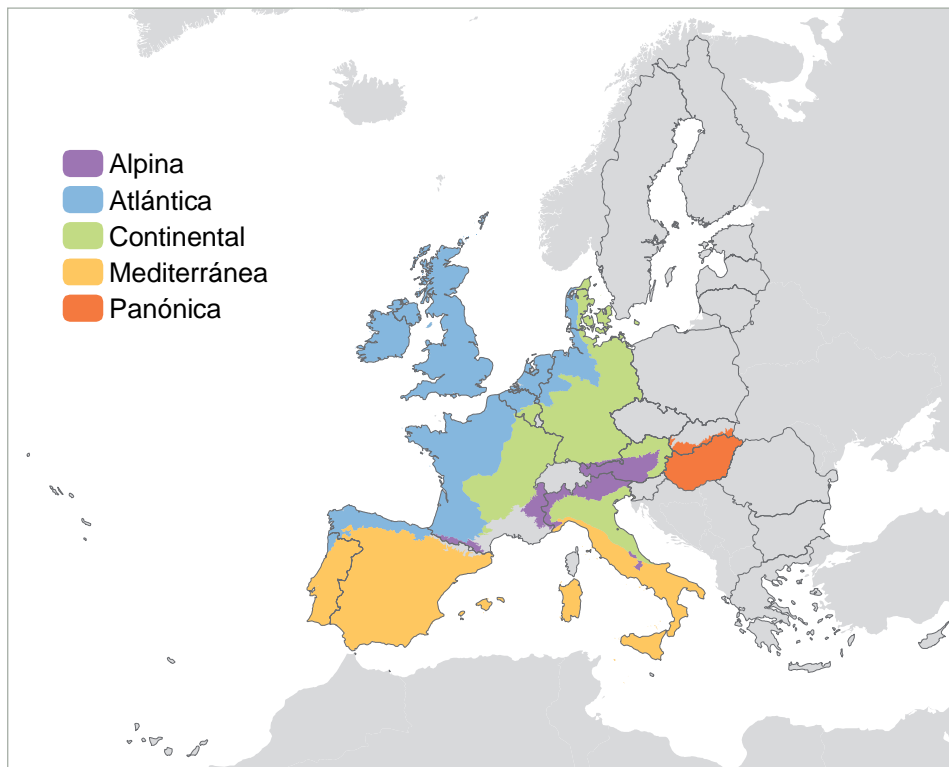 Alpina
Atlántica
Continental
Mediterránea
Panónica